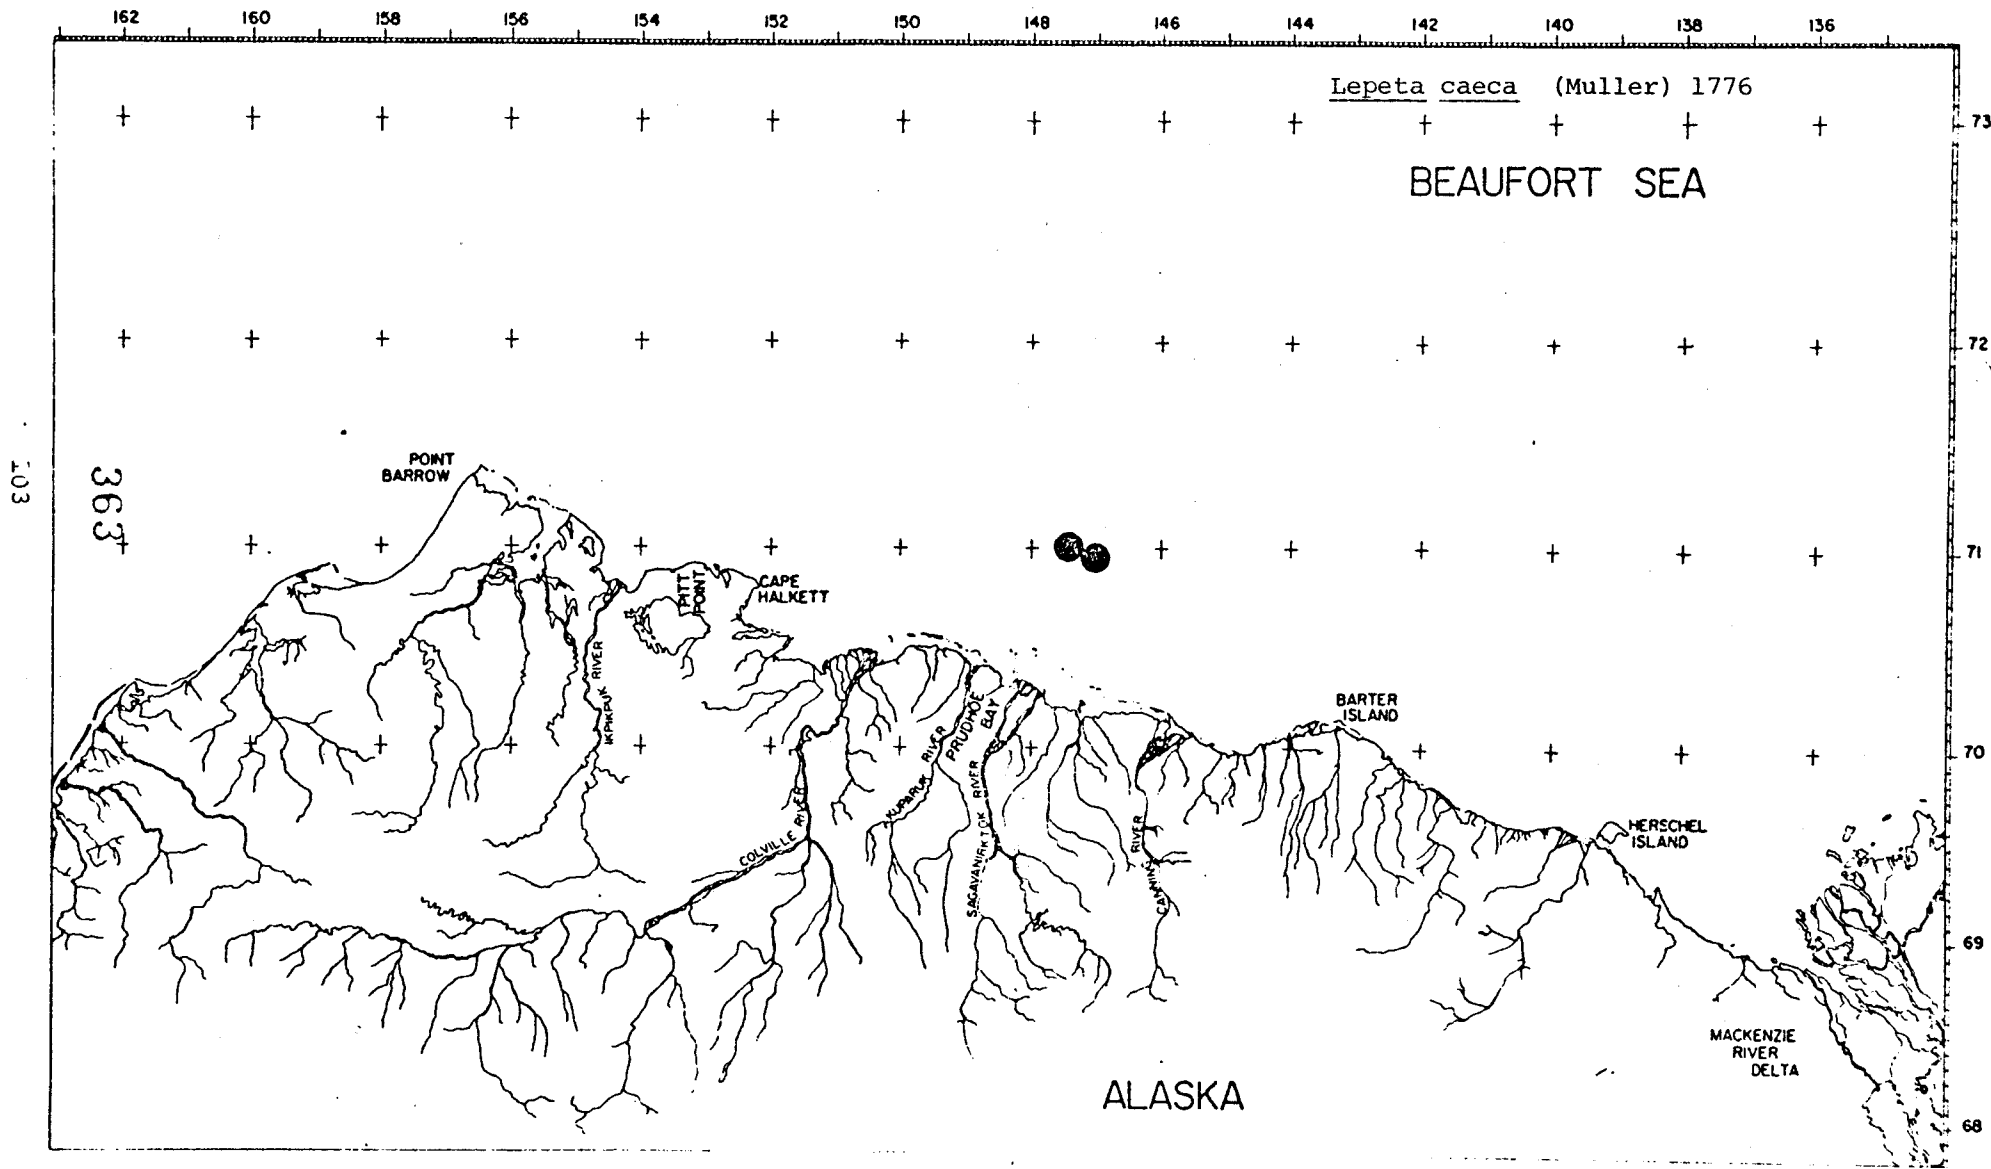 162 160 158 156 154 152 150 148 146 144 142 140 138 136
Lepeta caeca (Muller) 1776
73
BEAUFORT SEA
72
POINT
BARROW
103
363
71
PITT
POINT
CAPE
HALKETT
IKPIKPUK RIVER
PRUDHOE
BAY
BARTER
ISLAND
70
KUPARUK RIVER
COLVILLE RIVER
SAGAVANIRKTOK RIVER
CANNING RIVER
HERSCHEL
ISLAND
69
MACKENZIE
RIVER
DELTA
ALASKA
68